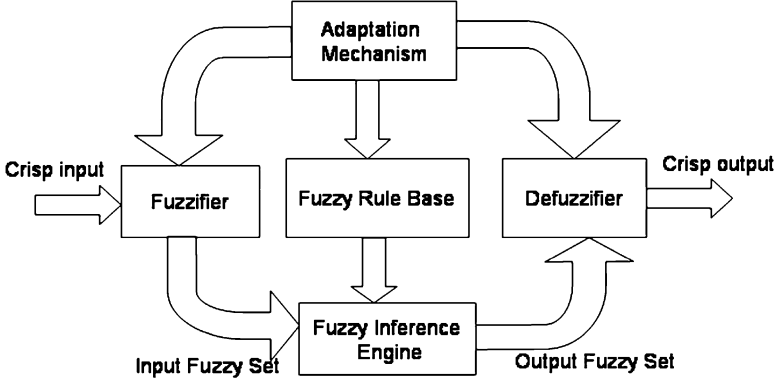 Adaptation
Mechanism
Crisp input
Fuzzifier
Fuzzy Rule Base
Defuzzifier
Crisp output
Fuzzy Inference
Engine
Input Fuzzy Set
Output Fuzzy Set